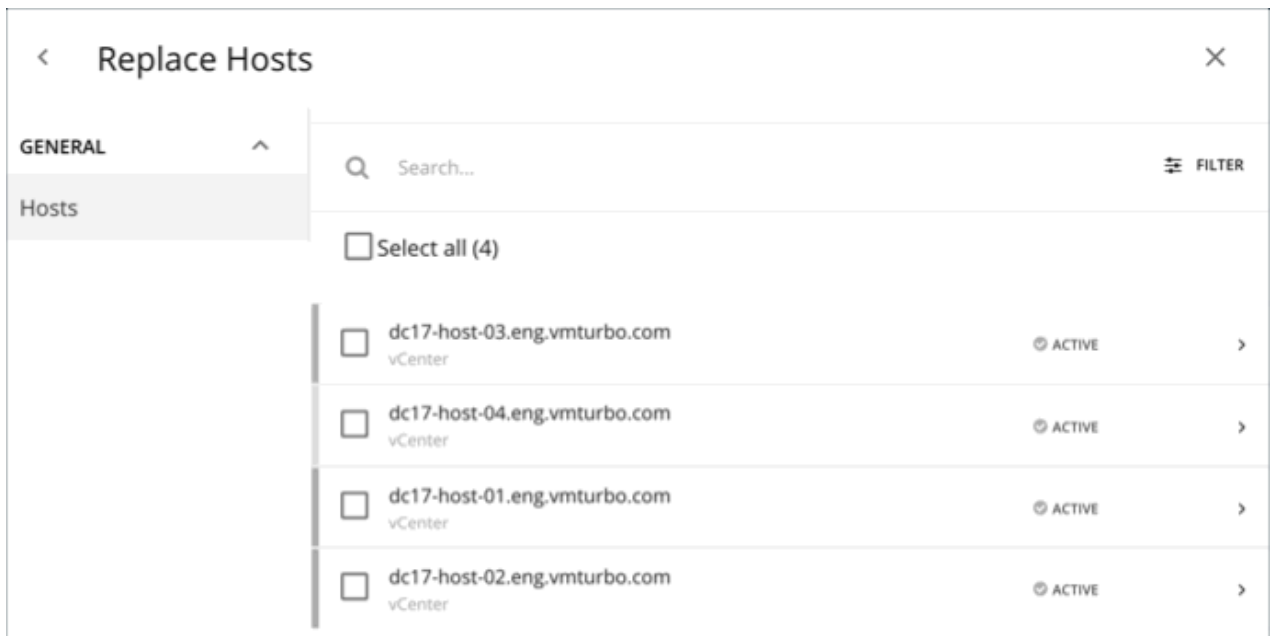 Replace Hosts
GENERAL
Hosts
Search...
FILTER
Select all (4)
dc17-host-03.eng.vmturbo.com
vCenter
ACTIVE
dc17-host-04.eng.vmturbo.com
vCenter
ACTIVE
dc17-host-01.eng.vmturbo.com
vCenter
ACTIVE
dc17-host-02.eng.vmturbo.com
vCenter
ACTIVE